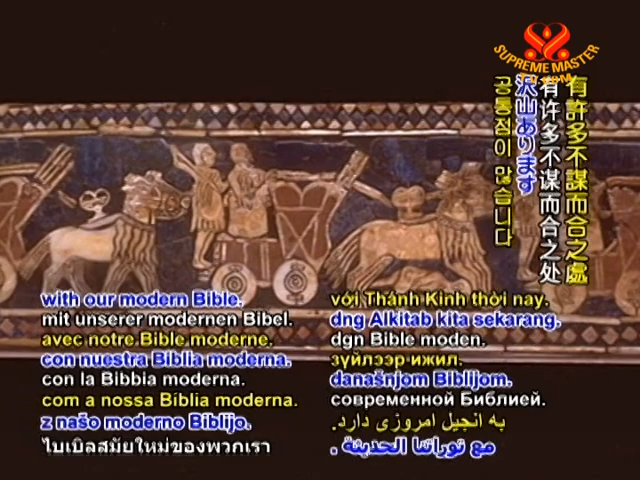 SUPREME MASTER
有許多不謀而合之處
有许多不谋而合之处
沢山あります
공통점이 많습니다
with our modern Bible.
mit unserer modernen Bibel.
avec notre Bible moderne.
con nuestra Biblia moderna.
con la Bibbia moderna.
com a nossa Bíblia moderna.
z našo moderno Biblijo.
ไบเบิลสมัยใหม่ของพวกเรา
với Thánh Kinh thời nay.
dng Alkitab kita sekarang.
dgn Bible moden.
зүйлээр ижил.
današnjom Biblijom.
современной Библией.
به انجیل امروزی دارد.
مع توراتنا الحديثة .